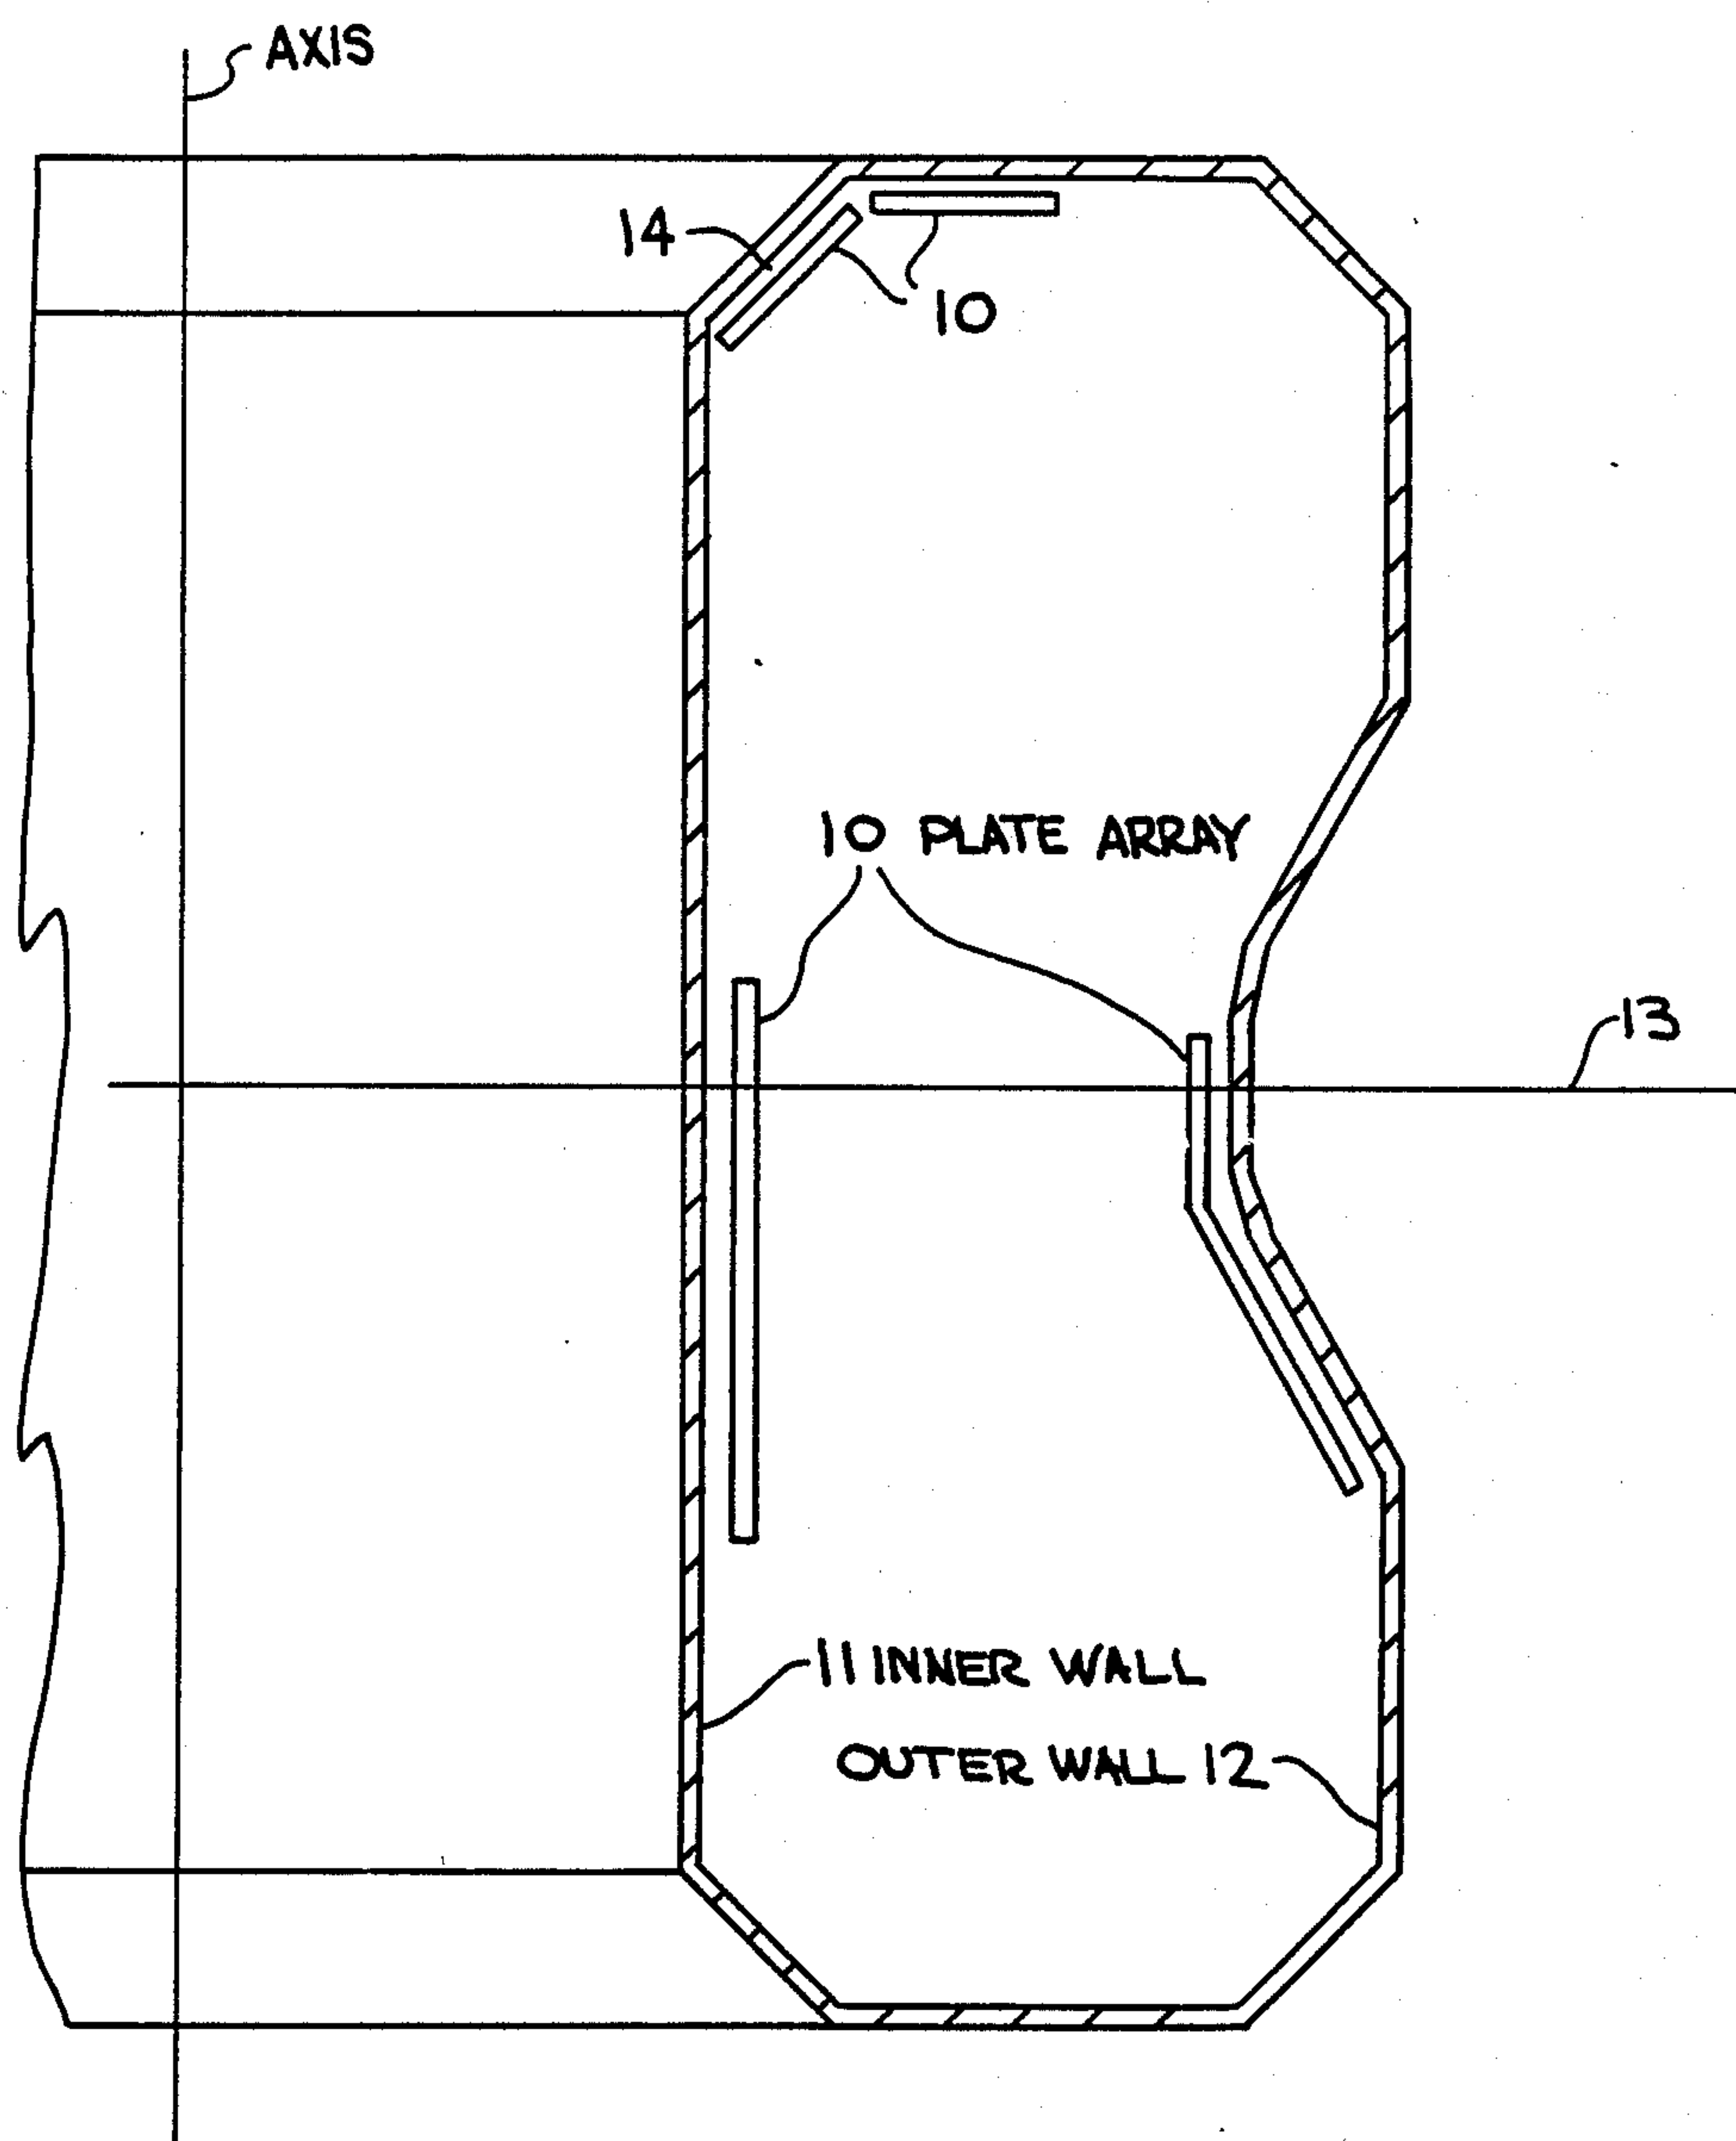 AXIS
14
10
10 PLATE ARRAY
13
11 INNER WALL
OUTER WALL 12